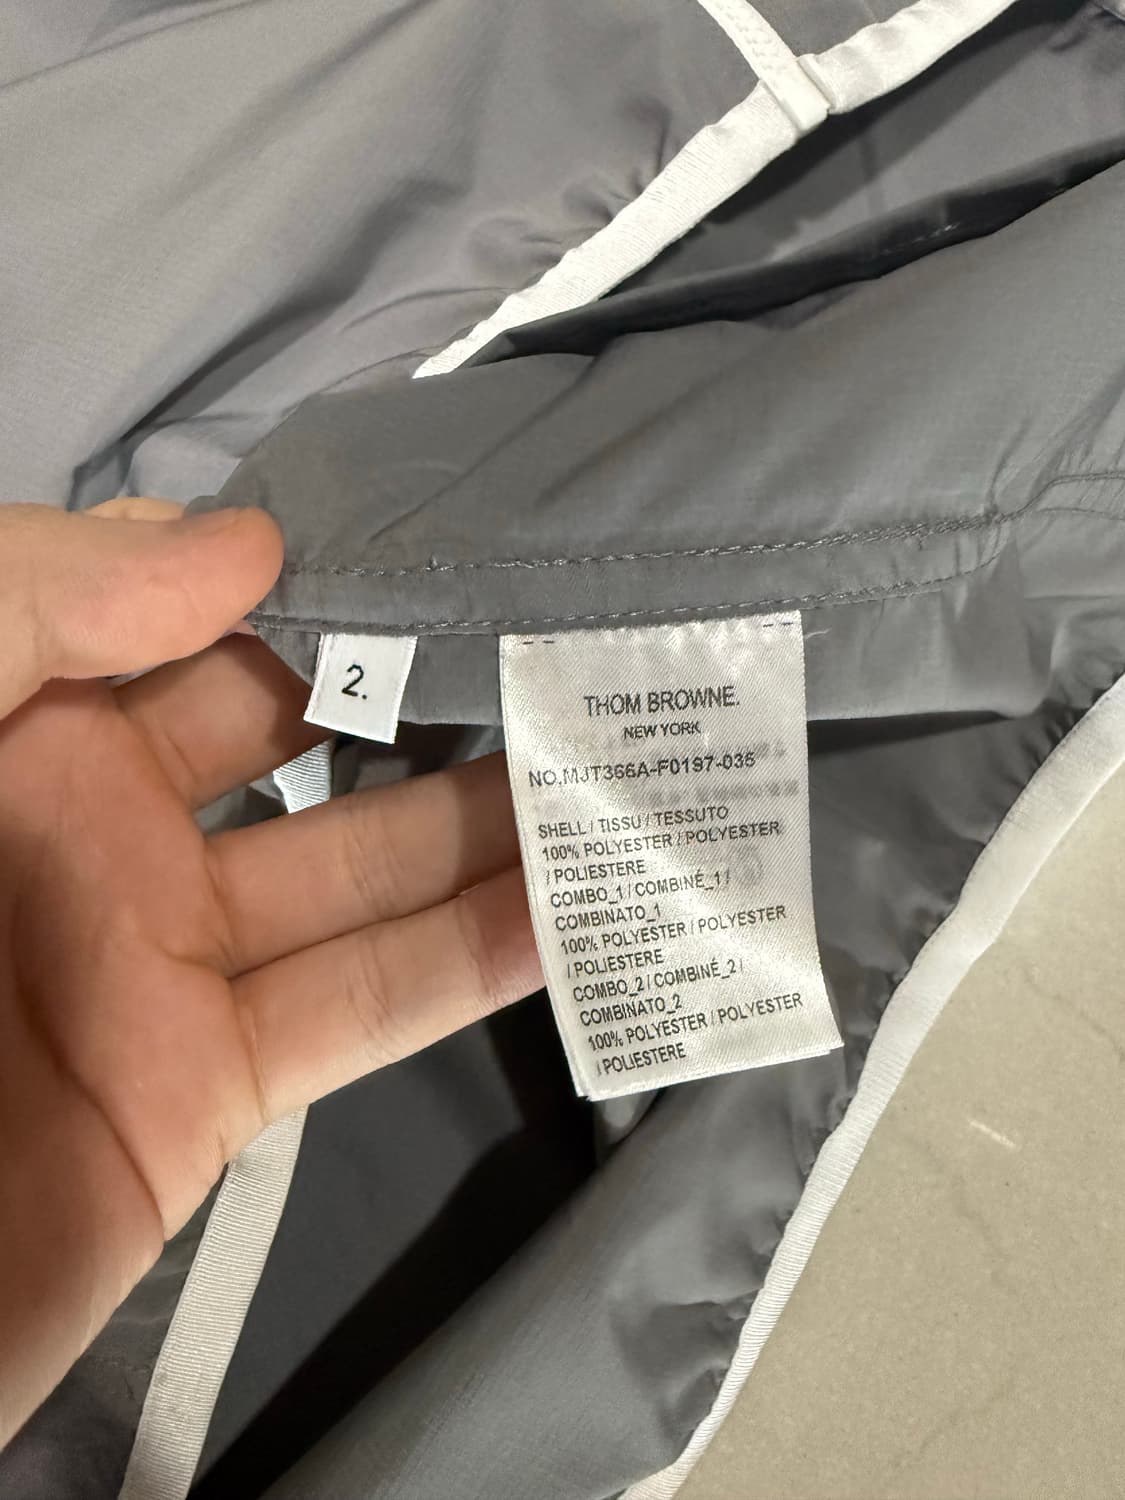 2.
THOM BROWNE.
NEW YORK
NO.MJT366A-F0197-035
SHELL / TISSU / TESSUTO
100% POLYESTER / POLYESTER
/ POLIESTERE
COMBO_1 / COMBINÉ_1 /
COMBINATO_1
100% POLYESTER / POLYESTER
/ POLIESTERE
COMBO_2 / COMBINÉ_2 /
COMBINATO_2
100% POLYESTER / POLYESTER
/ POLIESTERE